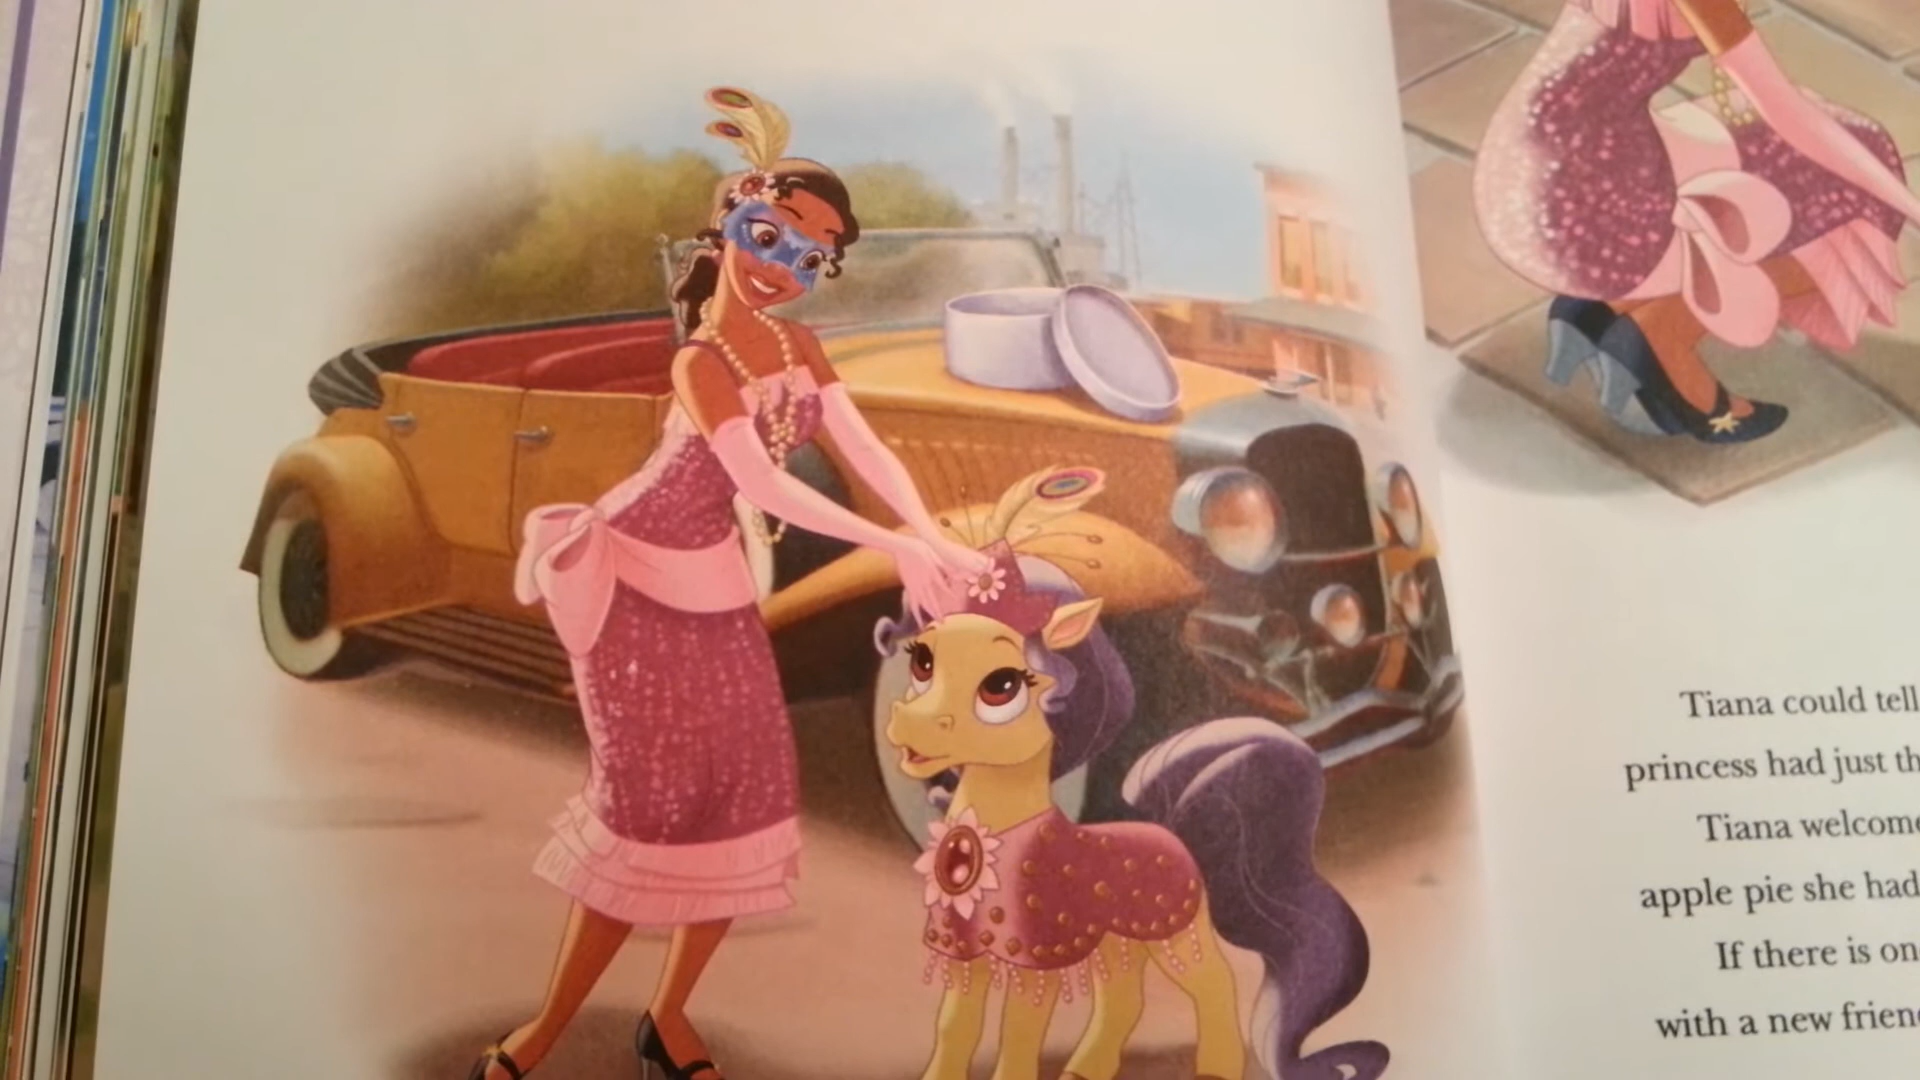 Tiana could tell
princess had just th
Tiana welcome
apple pie she had
If there is on
with a new frien